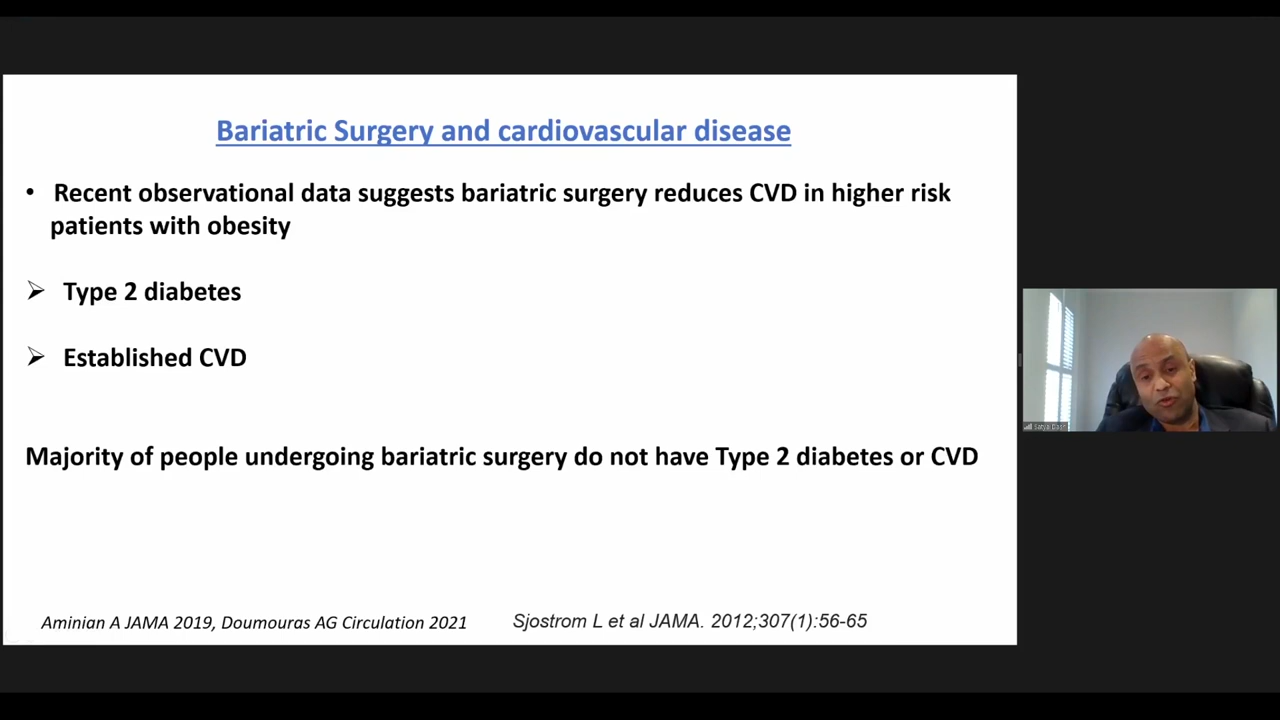 Bariatric Surgery and cardiovascular disease
• Recent observational data suggests bariatric surgery reduces CVD in higher risk
patients with obesity
➢ Type 2 diabetes
➢ Established CVD
Majority of people undergoing bariatric surgery do not have Type 2 diabetes or CVD
Aminian A JAMA 2019, Doumouras AG Circulation 2021
Sjostrom L et al JAMA. 2012;307(1):56-65
Satya Dash